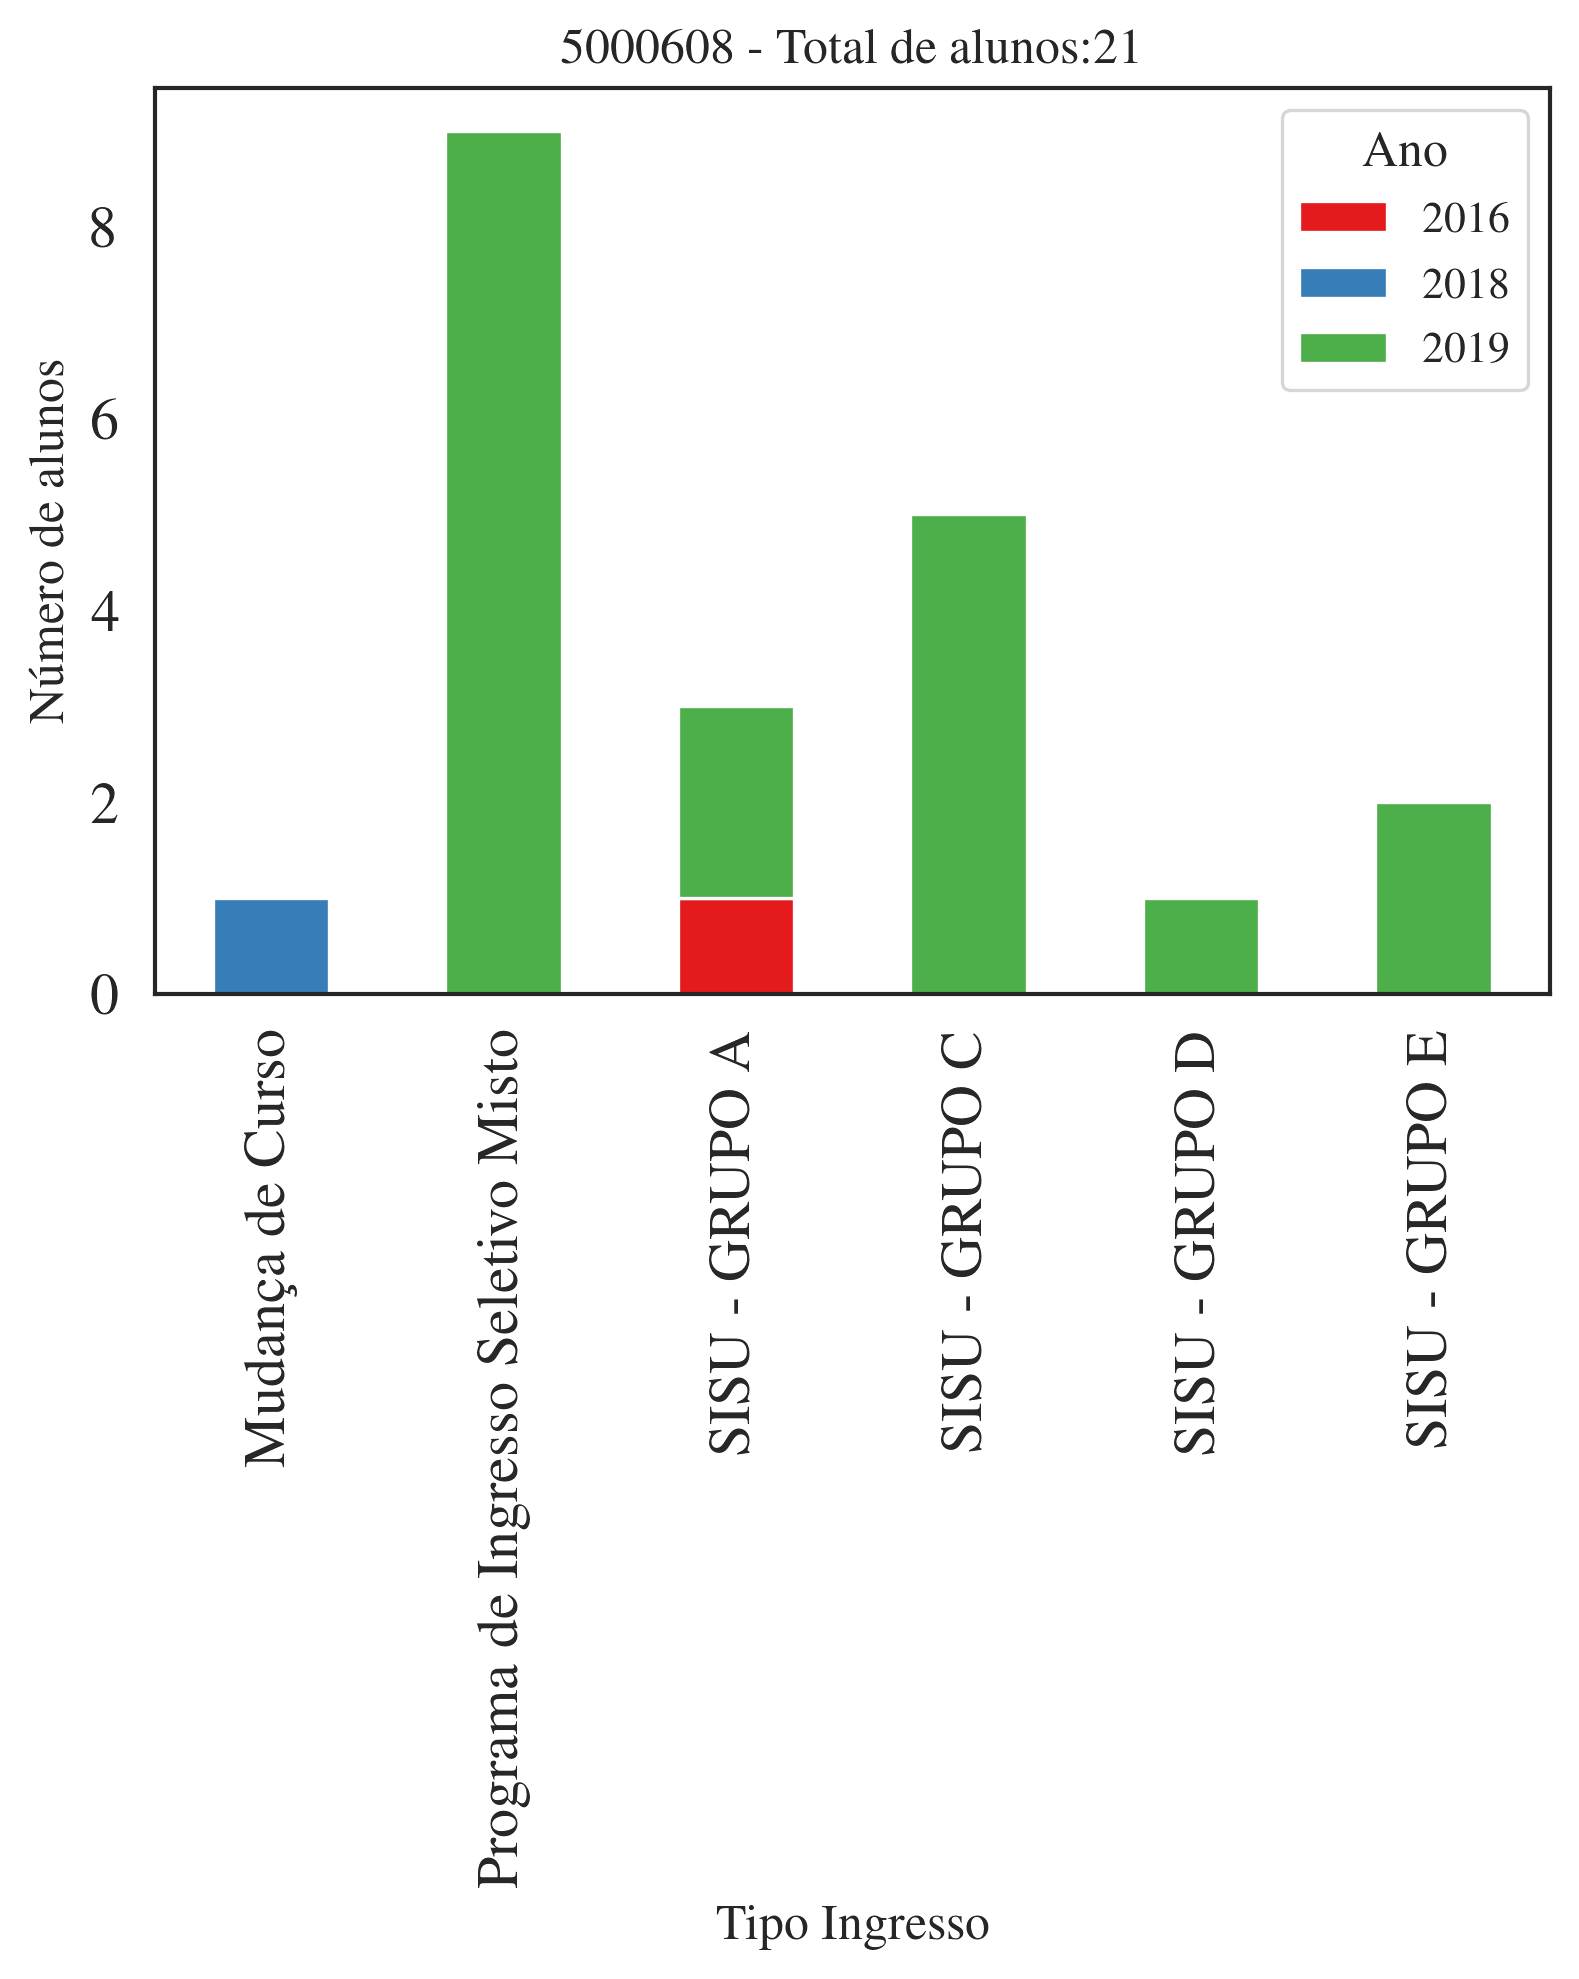 5000608 - Total de alunos:21
Número de alunos
8
6
4
2
0
Ano
2016
2018
2019
Mudança de Curso
Programa de Ingresso Seletivo Misto
SISU - GRUPO A
SISU - GRUPO C
SISU - GRUPO D
SISU - GRUPO E
Tipo Ingresso